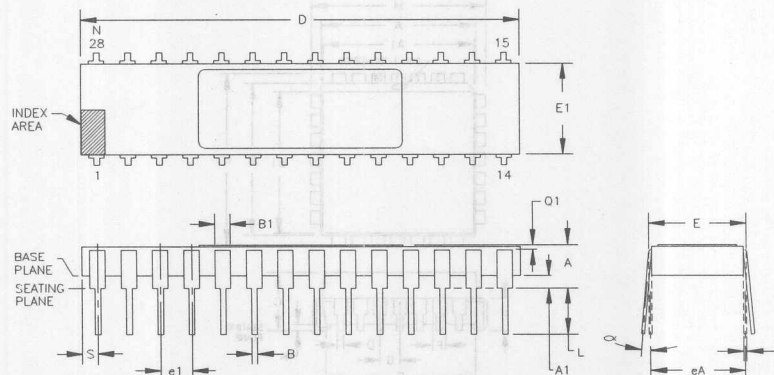 D
N
28
15
E1
INDEX
AREA
1
14
Q1
B1
E
A
BASE
PLANE
SEATING
PLANE
S
e1
B
L
A1
α
eA